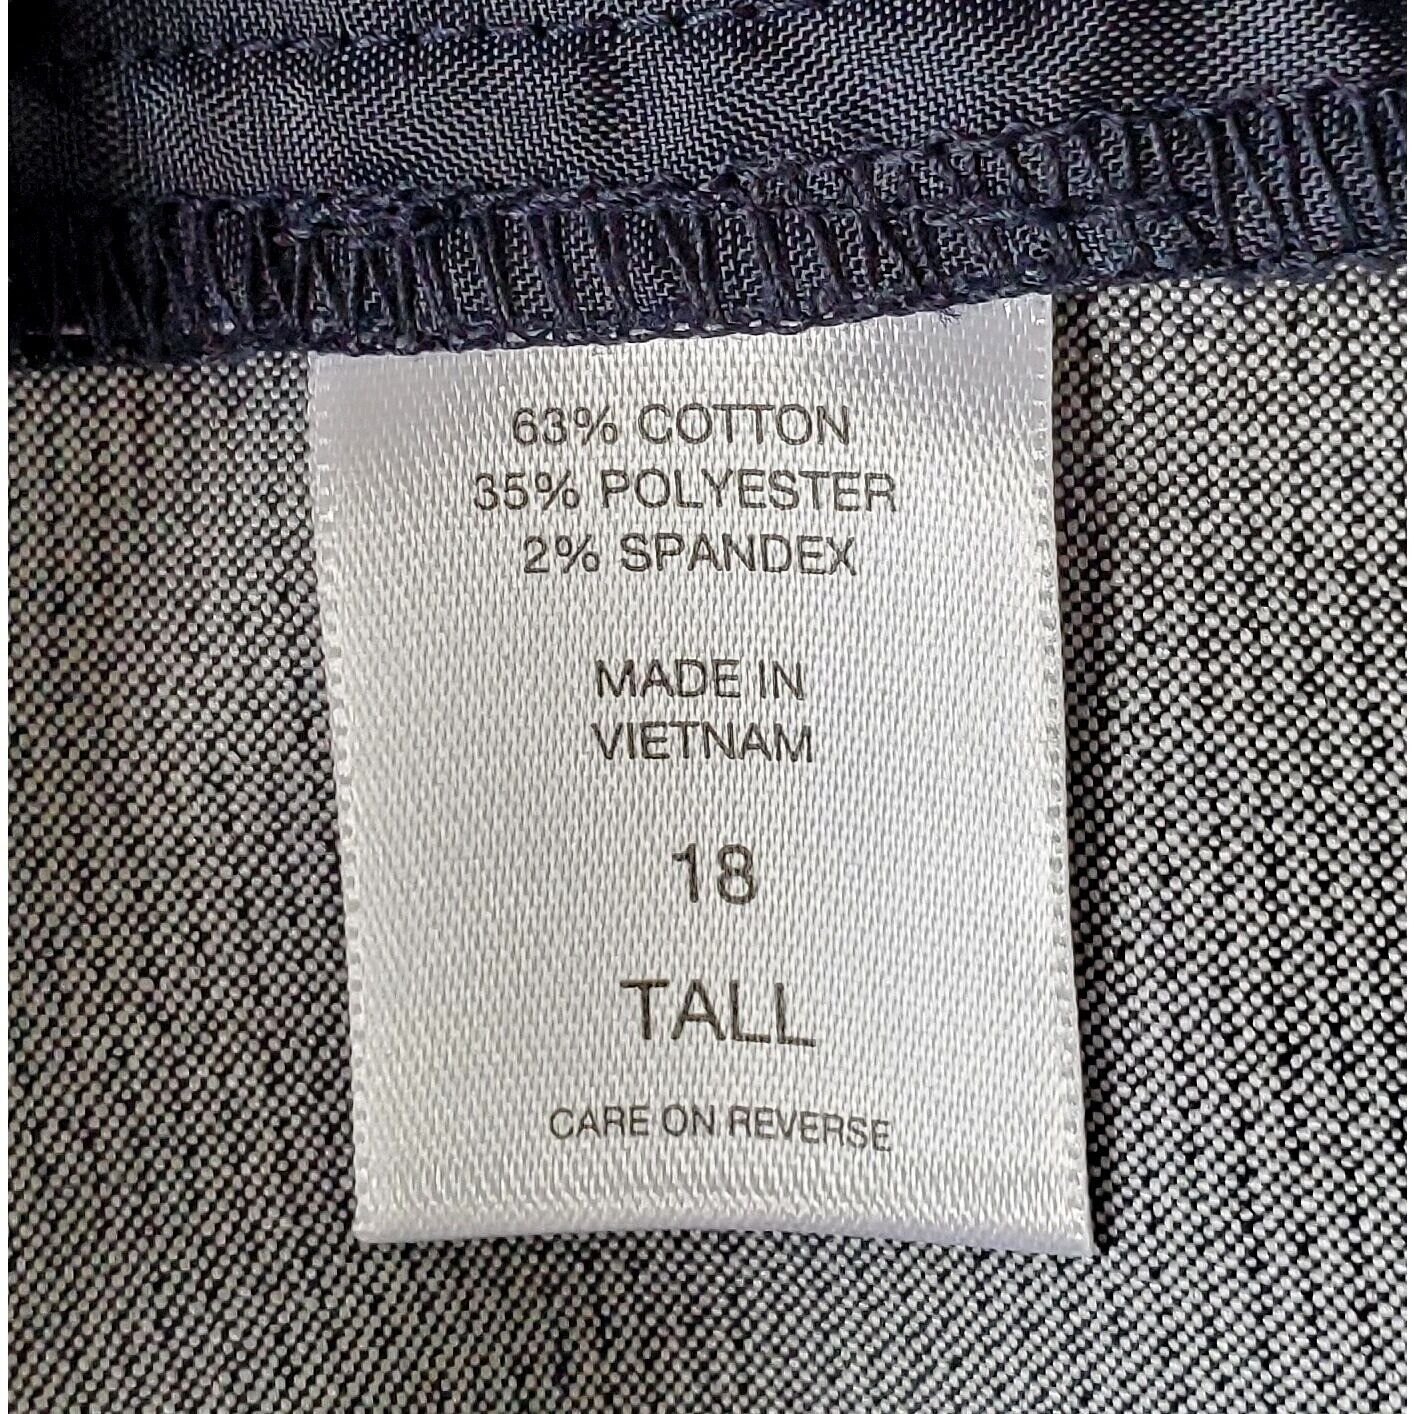 63% COTTON
35% POLYESTER
2% SPANDEX
MADE IN
VIETNAM
18
TALL
CARE ON REVERSE